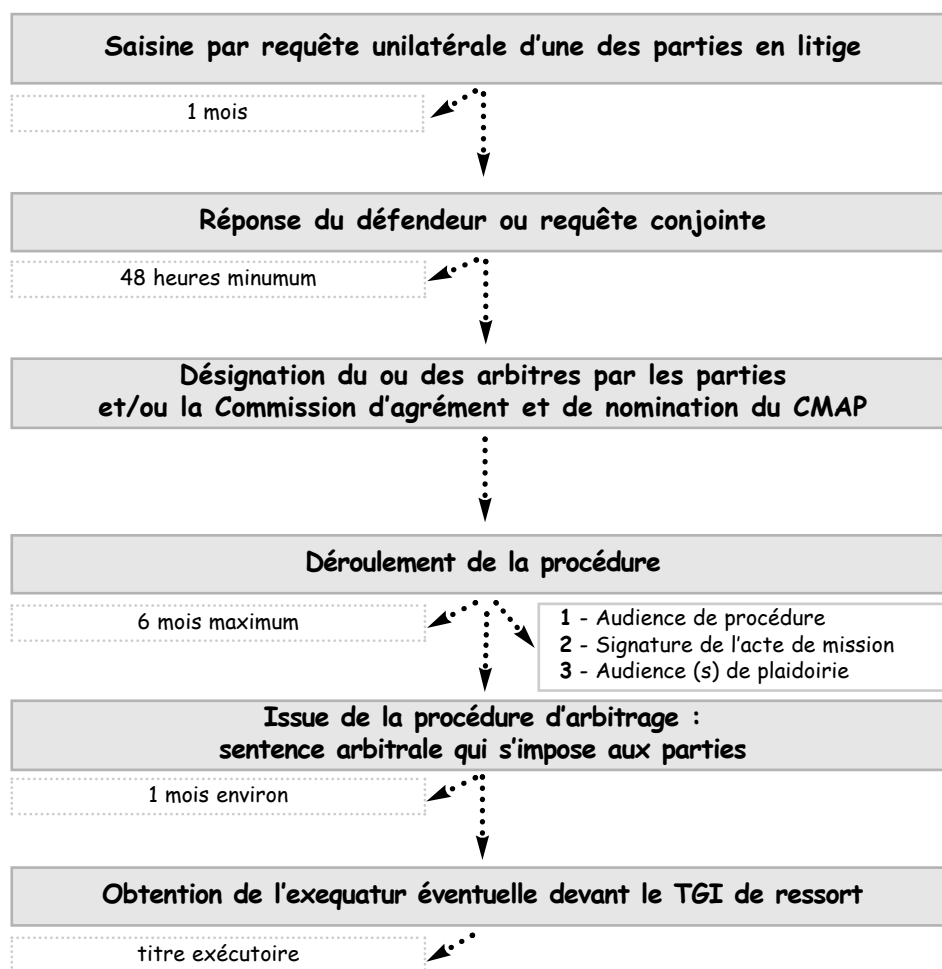 Saisine par requête unilatérale d'une des parties en litige
1 mois
Réponse du défendeur ou requête conjointe
48 heures minumum
Désignation du ou des arbitres par les parties
et/ou la Commission d'agrément et de nomination du CMAP
Déroulement de la procédure
6 mois maximum
1 - Audience de procédure
2 - Signature de l'acte de mission
3 - Audience (s) de plaidoirie
Issue de la procédure d'arbitrage :
sentence arbitrale qui s'impose aux parties
1 mois environ
Obtention de l'exequatur éventuelle devant le TGI de ressort
titre exécutoire